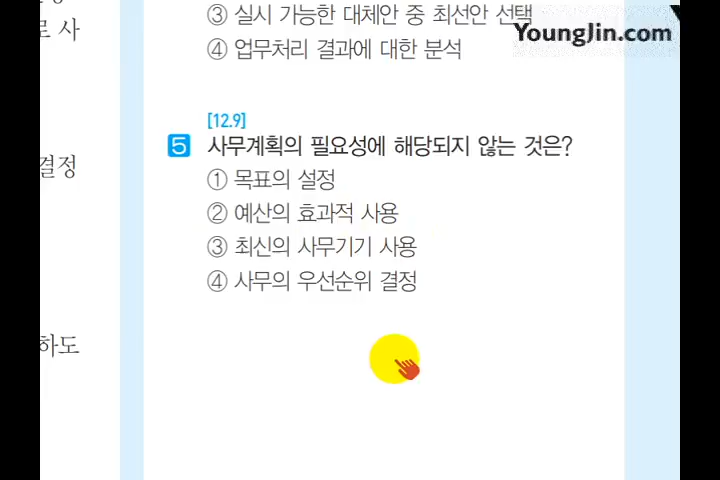 로 사
결정
하도
③ 실시 가능한 대체안 중 최선안 선택
④ 업무처리 결과에 대한 분석
YoungJin.com
[12.9]
5 사무계획의 필요성에 해당되지 않는 것은?
① 목표의 설정
② 예산의 효과적 사용
③ 최신의 사무기기 사용
④ 사무의 우선순위 결정